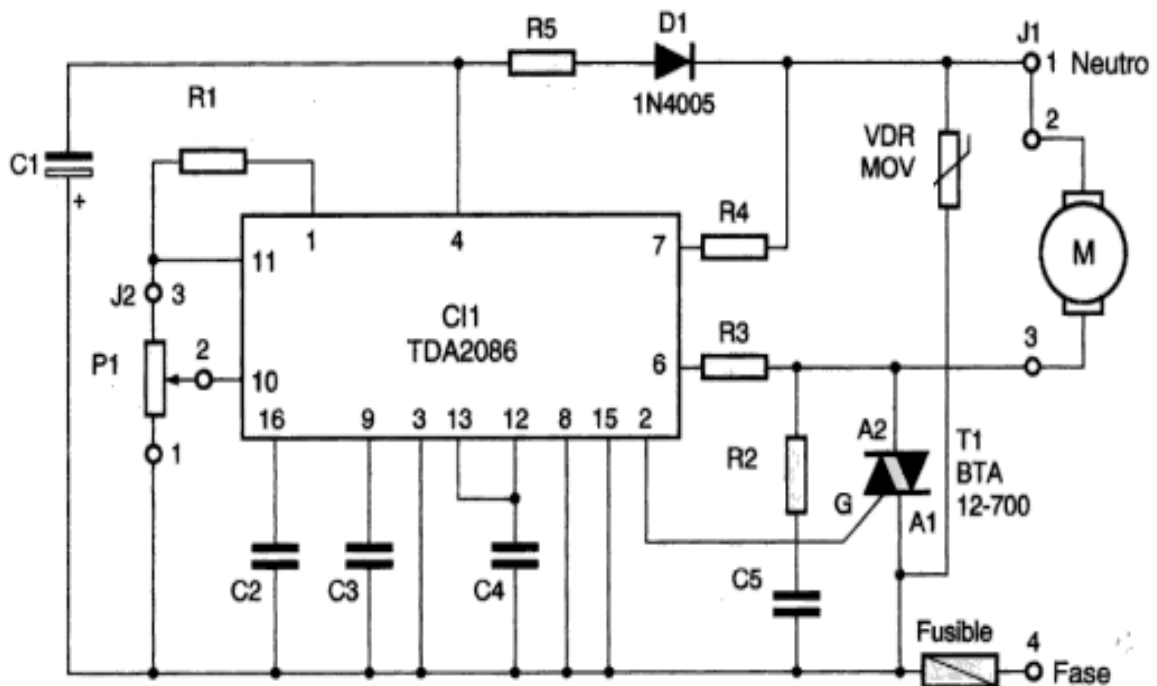 R5
D1
J1
1 Neutro
1N4005
R1
2
C1
+
VDR
MOV
R4
1
4
7
11
M
J2
3
CI1
TDA2086
R3
P1
2
10
6
3
16
9
3
13
12
8
15
2
1
R2
A2
T1
BTA
12-700
G
A1
C2
C3
C4
C5
Fusible
4
Fase